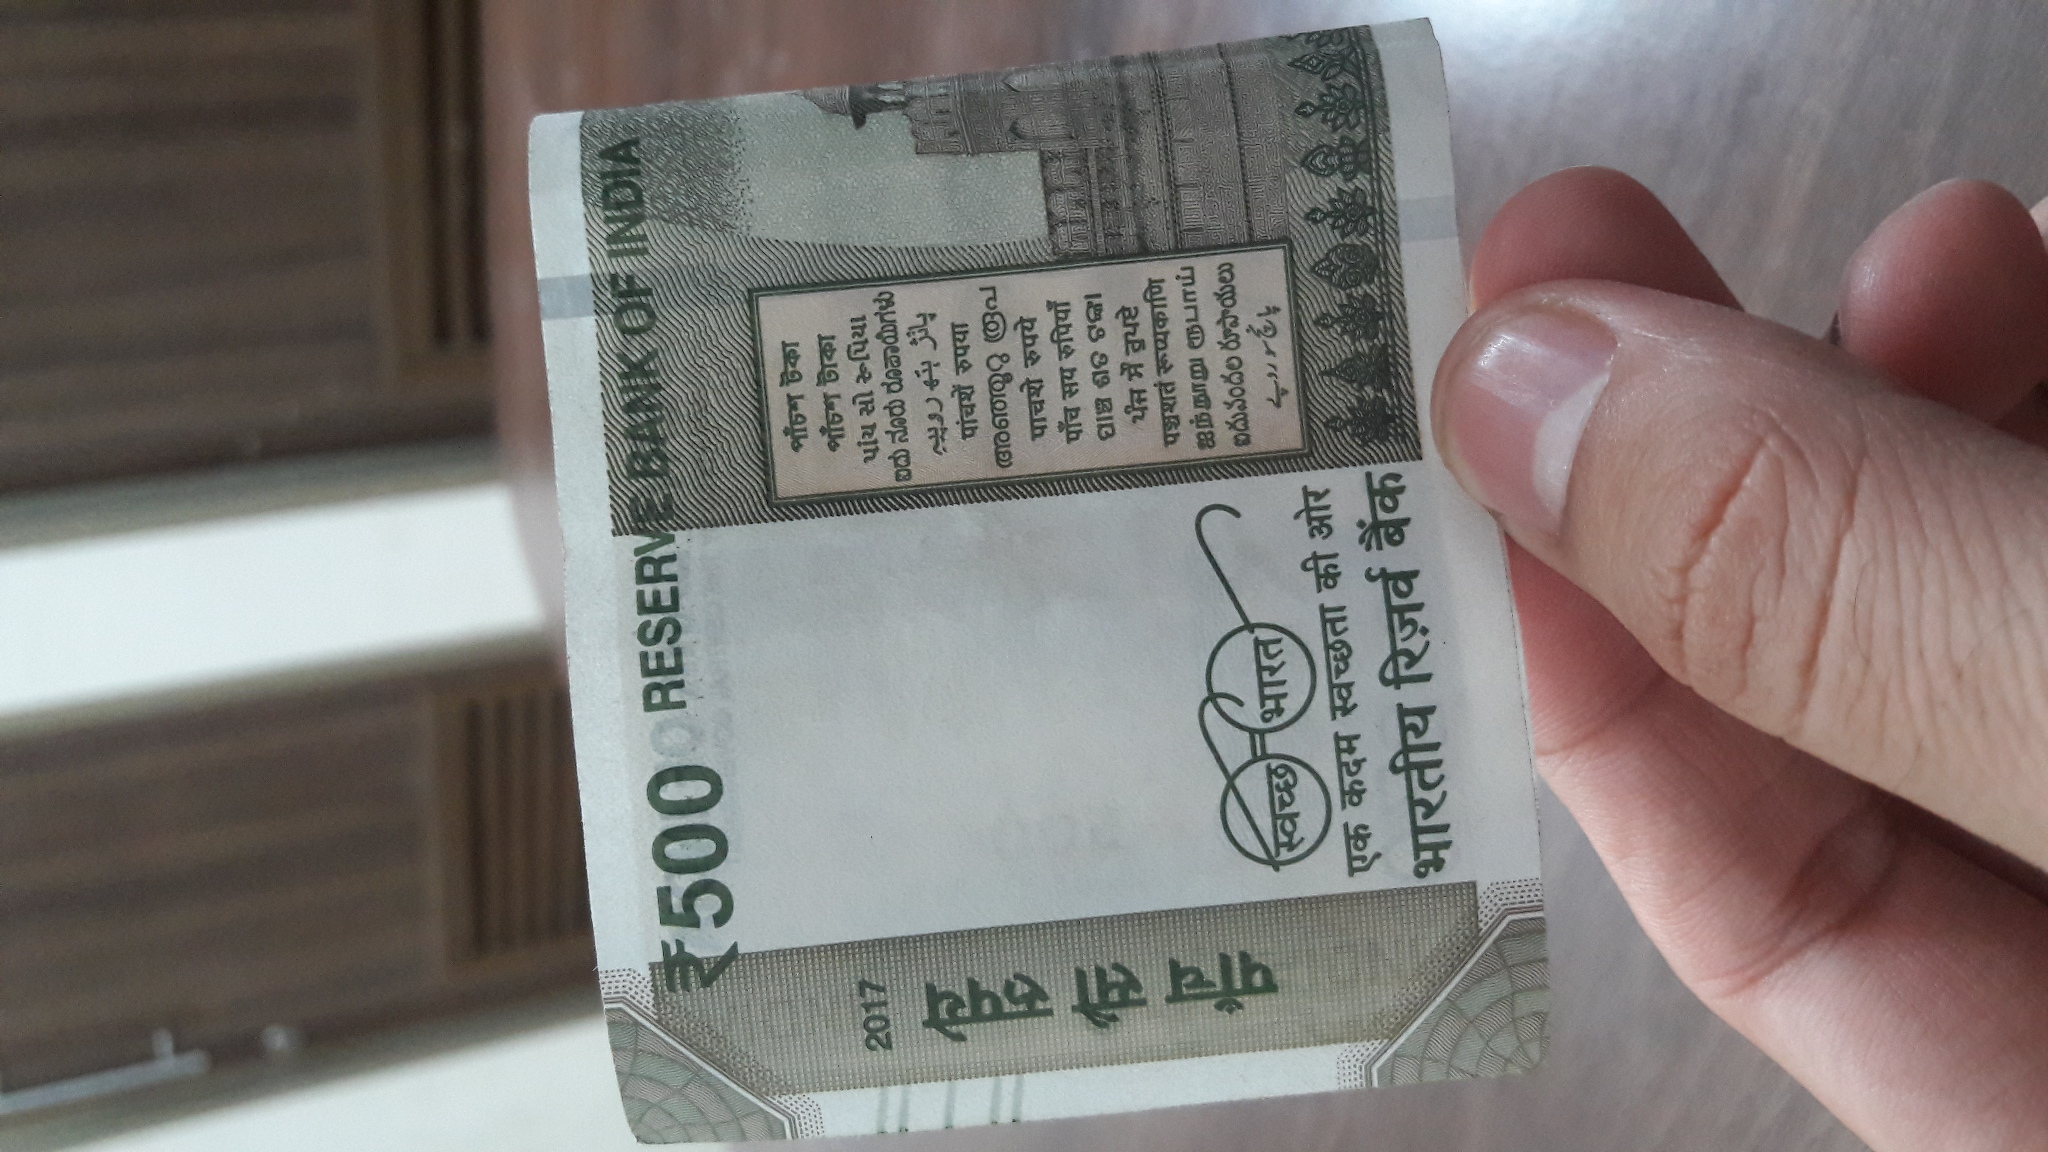 ₹500 RESERVE BANK OF INDIA
2017
पाँच सौ रुपये
পাঁচশ টকা
পাঁচশ টাকা
પાંચ સો રૂપિયા
ಐದು ನೂರು ರೂಪಾಯಿಗಳು
پانژھ ہتھ روپیہ
पांचशें रुपया
അഞ്ഞൂറു രൂപ
पाचशे रुपये
पाँच सय रुपियाँ
ପାଞ୍ଚ ଶତ ଟଙ୍କା
ਪੰਜ ਸੌ ਰੁਪਏ
पञ्चशतं रूप्यकाणि
ஐந்நூறு ரூபாய்
ఐదువందల రూపాయలు
پانچ سو روپے
स्वच्छ भारत
एक कदम स्वच्छता की ओर
भारतीय रिज़र्व बैंक